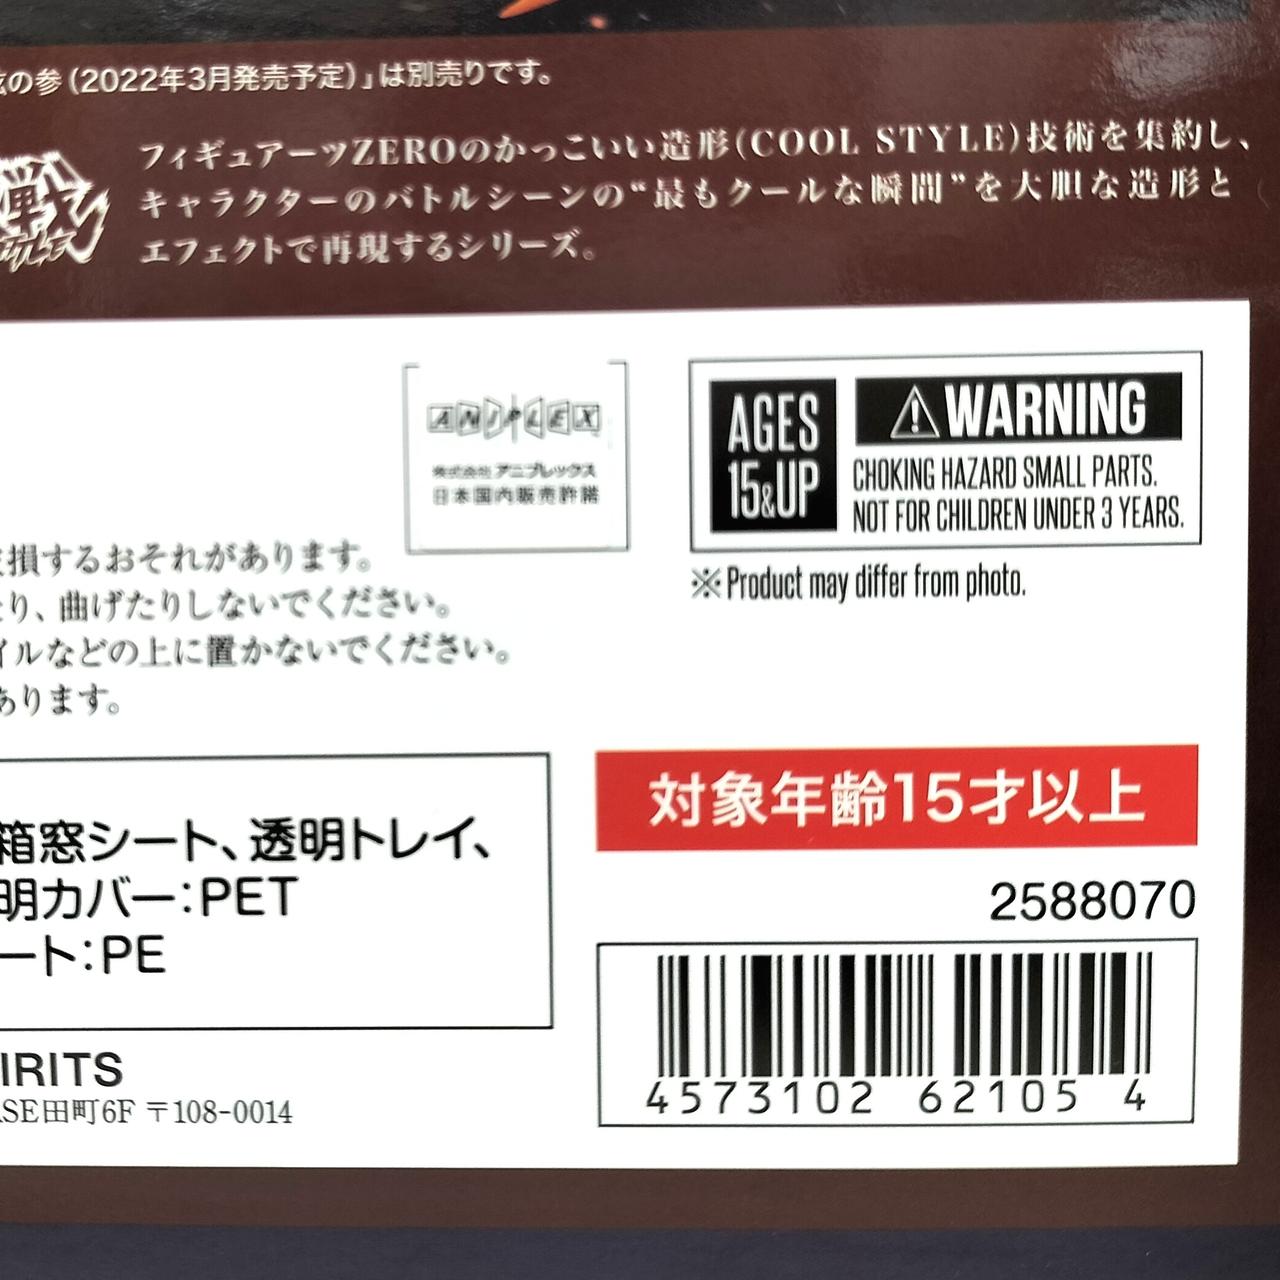 の参（2022年3月発売予定）」は別売りです。
フィギュアーツZEROのかっこいい造形(COOL STYLE)技術を集約し、
キャラクターのバトルシーンの“最もクールな瞬間”を大胆な造形と
エフェクトで再現するシリーズ。
ANIPLEX
株式会社アニプレックス
日本国内販売許諾
AGES
15&UP
⚠WARNING
CHOKING HAZARD SMALL PARTS.
NOT FOR CHILDREN UNDER 3 YEARS.
※Product may differ from photo.
損するおそれがあります。
り、曲げたりしないでください。
イルなどの上に置かないでください。
あります。
箱窓シート、透明トレイ、
明カバー：PET
ート：PE
対象年齢15才以上
2588070
4573102 62105 4
IRITS
SE田町6F 〒108-0014